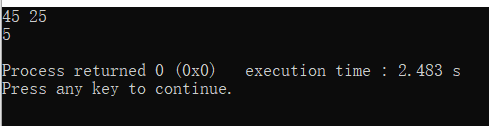 45 25
5
Process returned 0 (0x0)   execution time : 2.483 s
Press any key to continue.